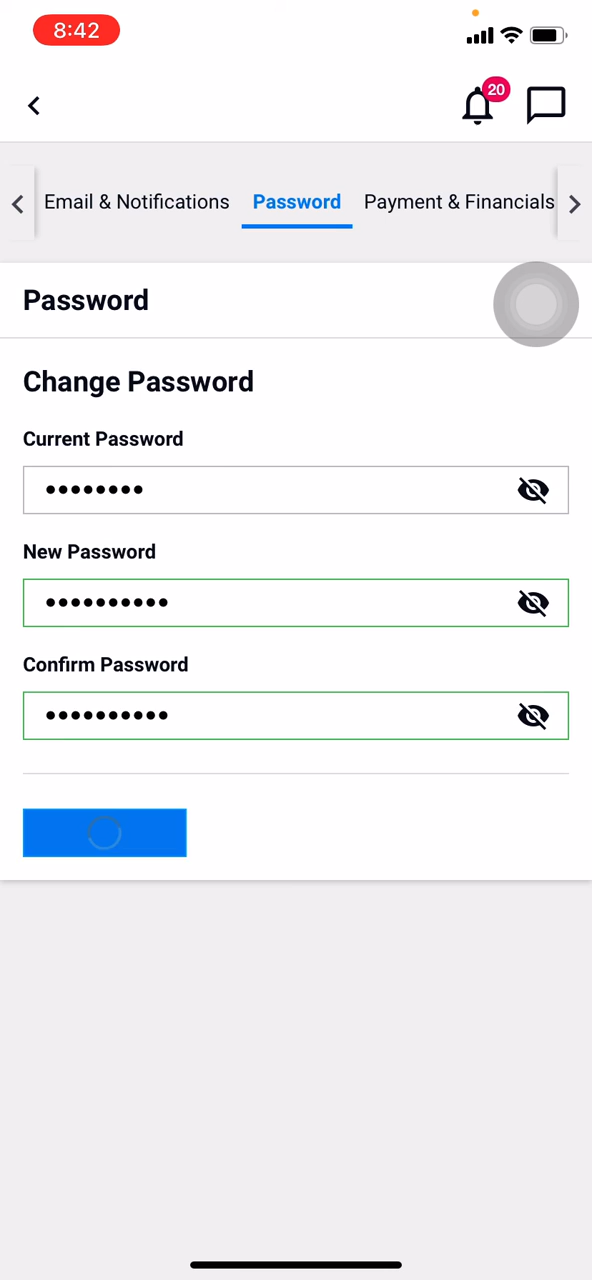 8:42
20
Email & Notifications Password Payment & Financials
Password
Change Password
Current Password
••••••••
New Password
••••••••••
Confirm Password
••••••••••